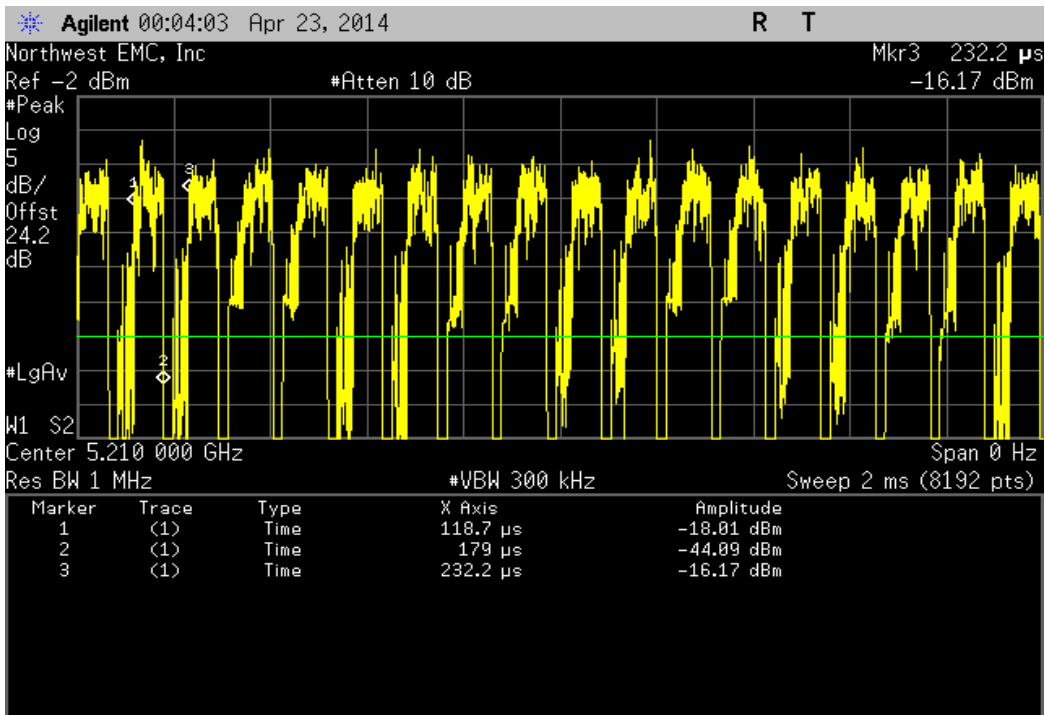 Agilent 00:04:03 Apr 23, 2014 R T
Northwest EMC, Inc Mkr3 232.2 µs
Ref −2 dBm #Atten 10 dB −16.17 dBm
#Peak
Log
5
dB/
Offst
24.2
dB
1
3
2
#LgAv
W1 S2
Center 5.210 000 GHz Span 0 Hz
Res BW 1 MHz #VBW 300 kHz Sweep 2 ms (8192 pts)
Marker Trace Type X Axis Amplitude
1 (1) Time 118.7 µs −18.01 dBm
2 (1) Time 179 µs −44.09 dBm
3 (1) Time 232.2 µs −16.17 dBm